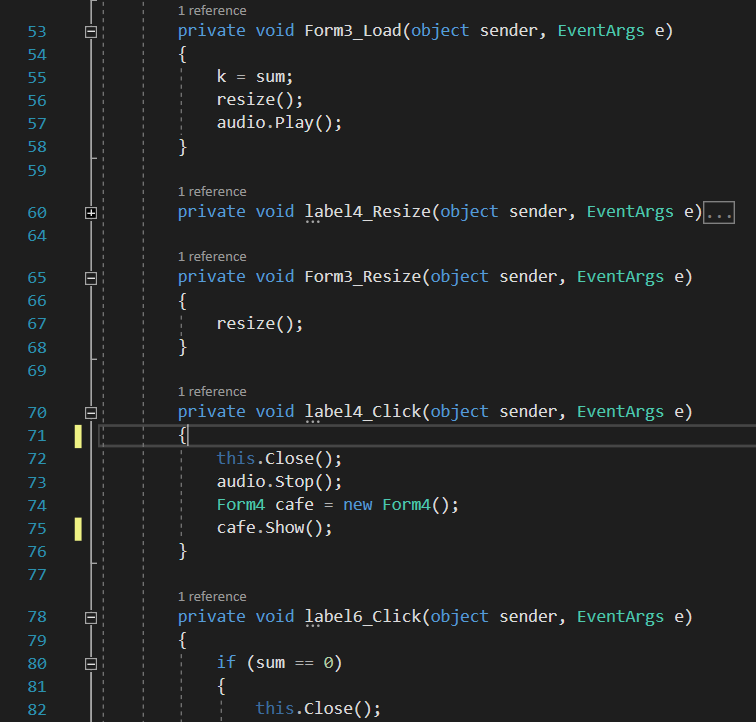 1 reference
53 private void Form3_Load(object sender, EventArgs e)
54 {
55 k = sum;
56 resize();
57 audio.Play();
58 }
59
1 reference
60 private void label4_Resize(object sender, EventArgs e)...
64
1 reference
65 private void Form3_Resize(object sender, EventArgs e)
66 {
67 resize();
68 }
69
1 reference
70 private void label4_Click(object sender, EventArgs e)
71 {
72 this.Close();
73 audio.Stop();
74 Form4 cafe = new Form4();
75 cafe.Show();
76 }
77
1 reference
78 private void label6_Click(object sender, EventArgs e)
79 {
80 if (sum == 0)
81 {
82 this.Close();